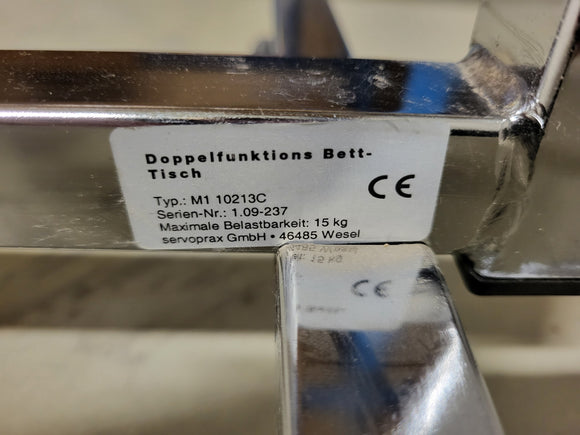 Doppelfunktions Bett-
Tisch
Typ.: M1 10213C
Serien-Nr.: 1.09-237
Maximale Belastbarkeit: 15 kg
servoprax GmbH • 46485 Wesel
CE